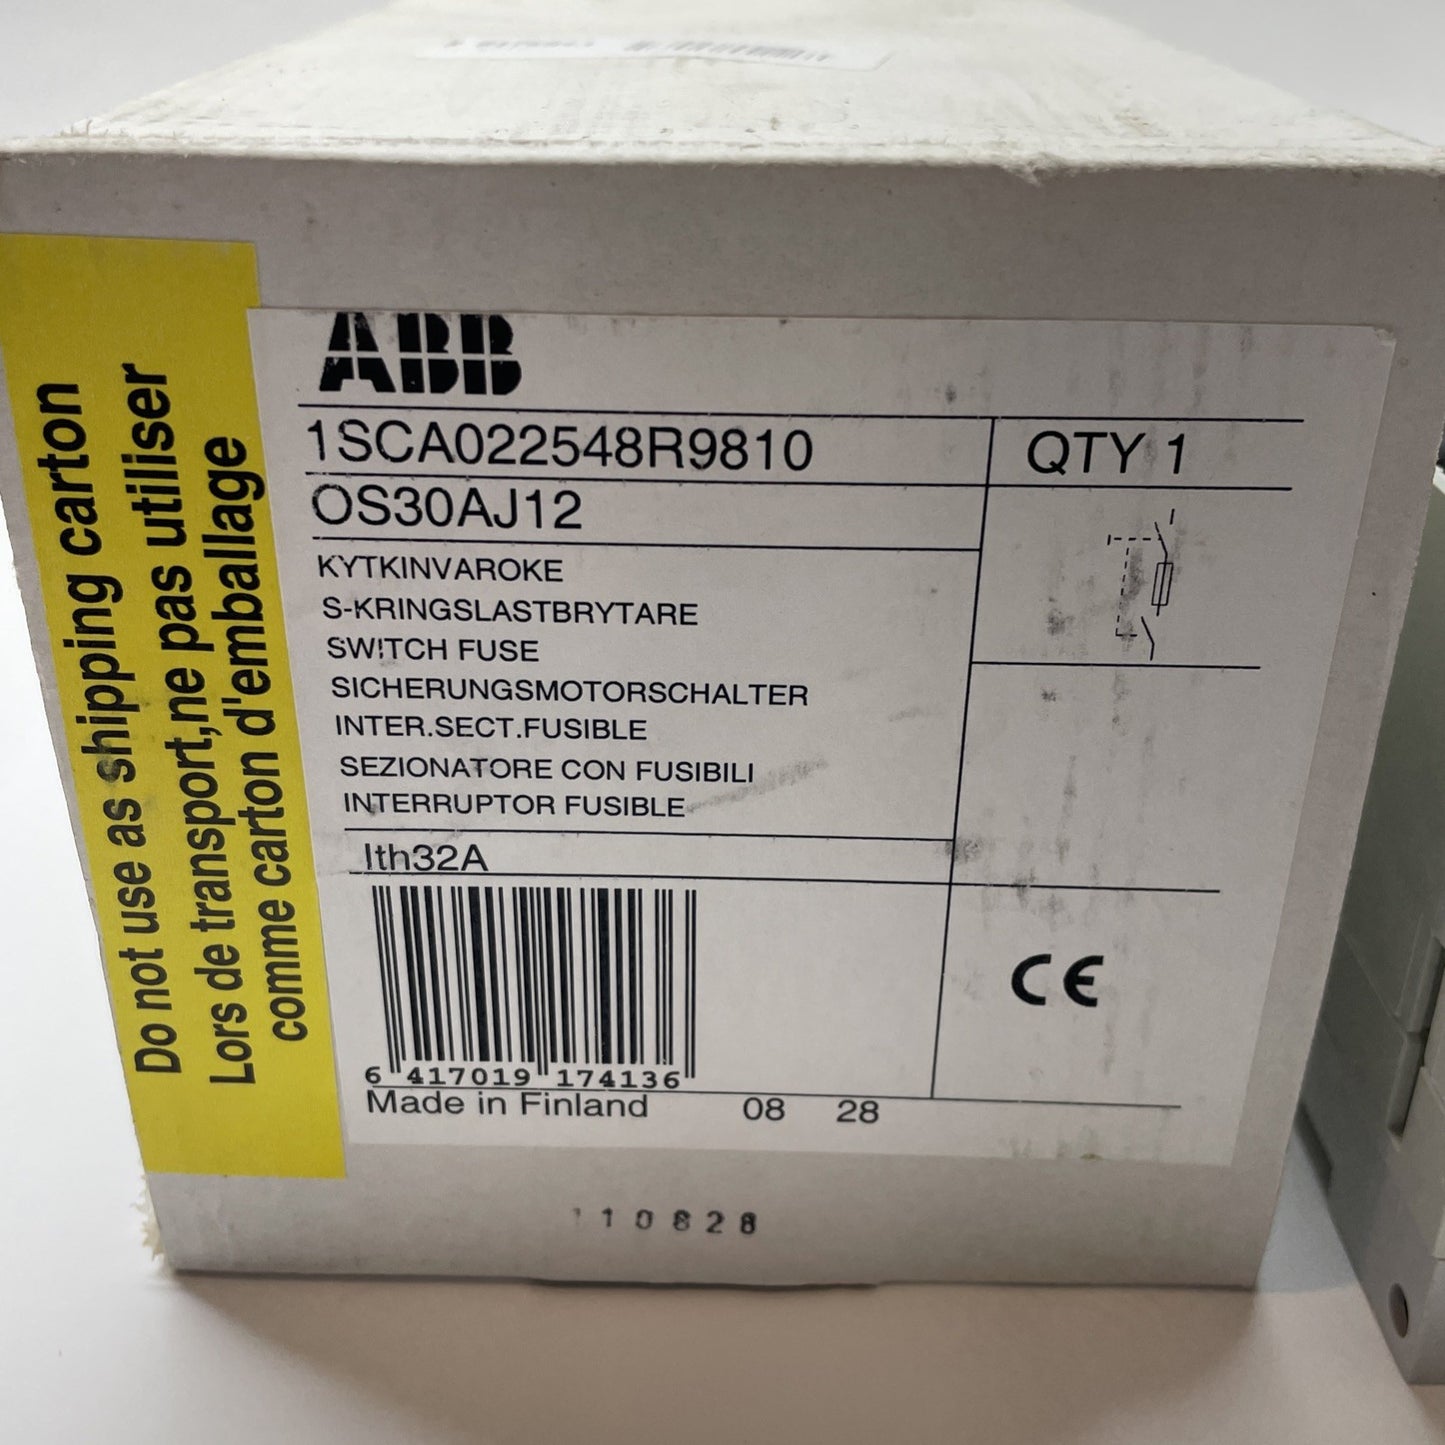 Do not use as shipping carton
Lors de transport,ne pas utiliser
comme carton d'emballage
ABB
1SCA022548R9810
QTY 1
OS30AJ12
KYTKINVAROKE
S-KRINGSLASTBRYTARE
SWITCH FUSE
SICHERUNGSMOTORSCHALTER
INTER.SECT.FUSIBLE
SEZIONATORE CON FUSIBILI
INTERRUPTOR FUSIBLE
Ith32A
6 417019 174136
CE
Made in Finland 08 28
110828